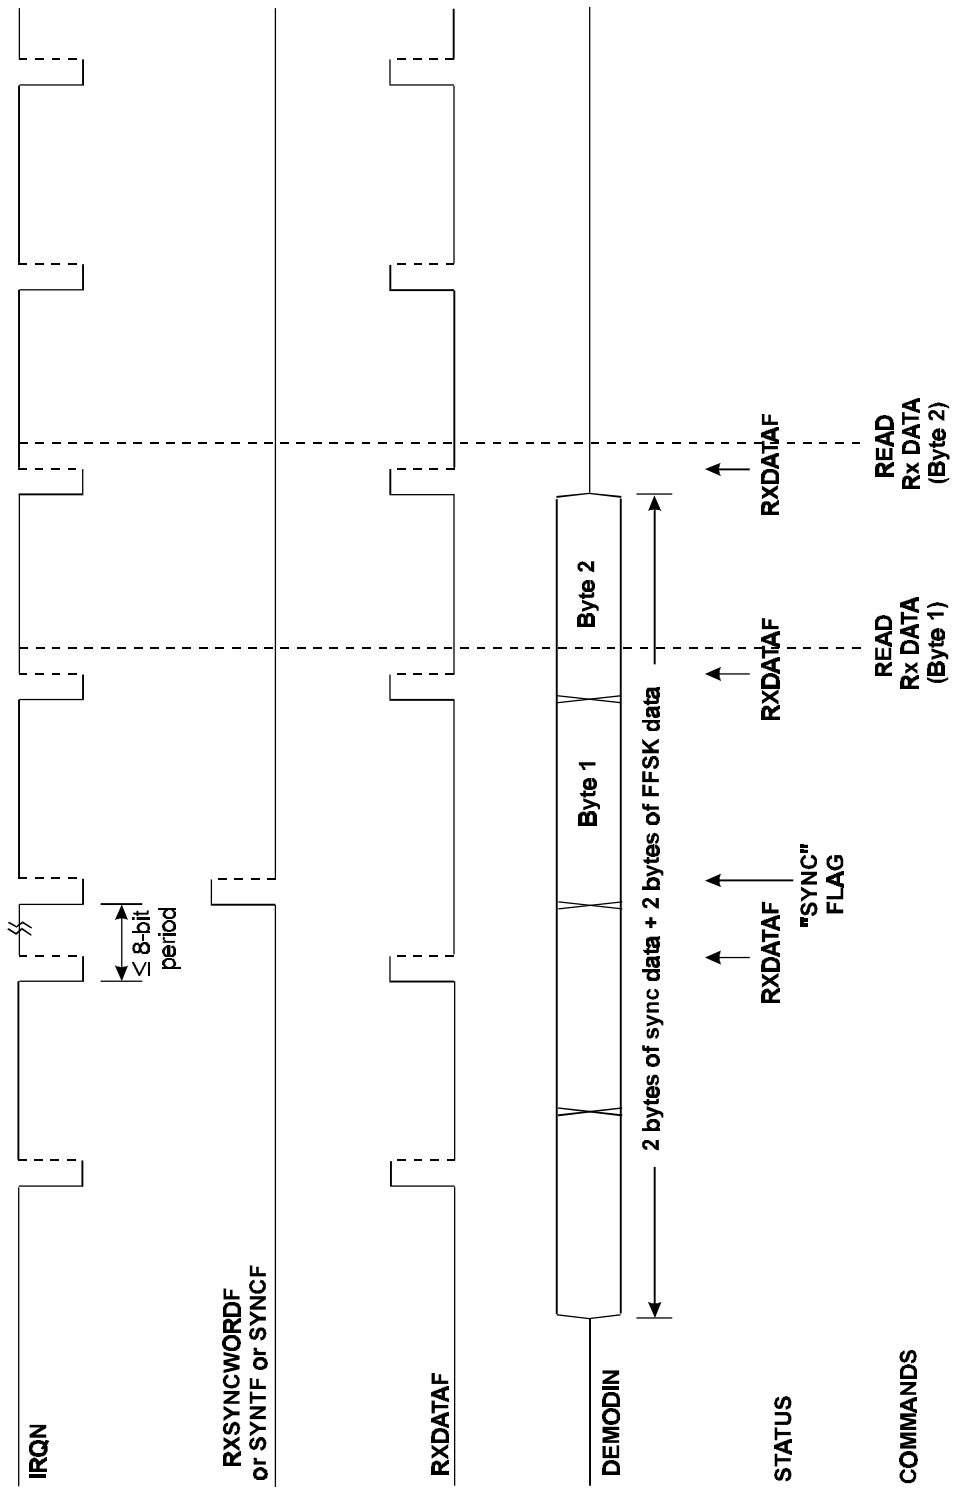 IRQN
≤ 8-bit
period
RXSYNCWORDF
or SYNTF or SYNCF
RXDATAF
DEMODIN
Byte 1
Byte 2
2 bytes of sync data + 2 bytes of FFSK data
STATUS
RXDATAF
"SYNC"
FLAG
RXDATAF
RXDATAF
COMMANDS
READ
Rx DATA
(Byte 1)
READ
Rx DATA
(Byte 2)